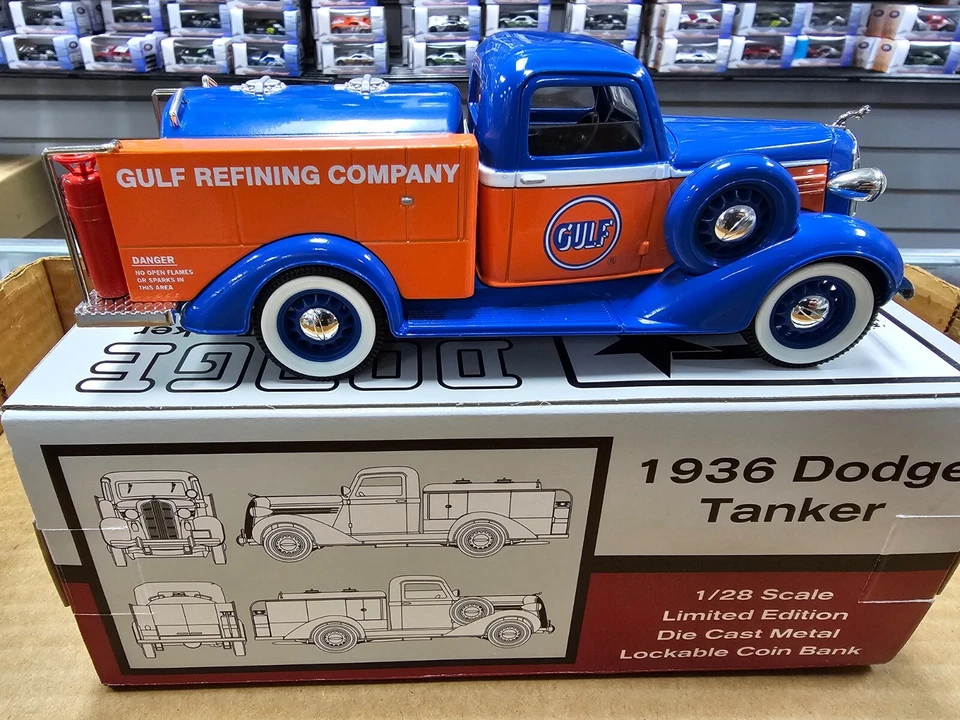 GULF REFINING COMPANY
GULF
DANGER
NO OPEN FLAMES
OR SPARKS IN
THIS AREA
DODGE
1936 Dodge
Tanker
1/28 Scale
Limited Edition
Die Cast Metal
Lockable Coin Bank